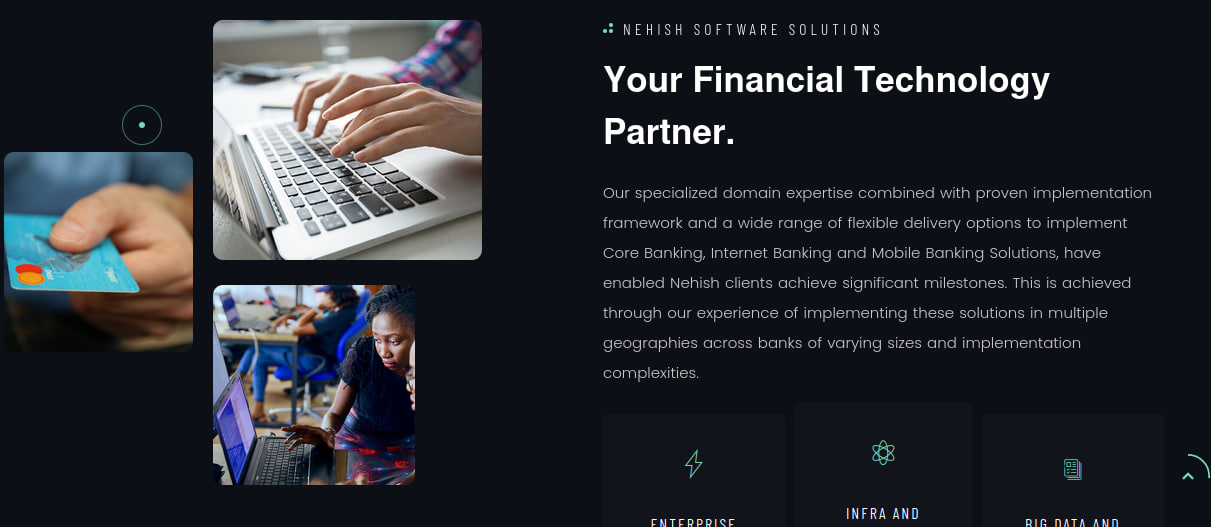 NEHISH SOFTWARE SOLUTIONS
Your Financial Technology
Partner.
Our specialized domain expertise combined with proven implementation
framework and a wide range of flexible delivery options to implement
Core Banking, Internet Banking and Mobile Banking Solutions, have
enabled Nehish clients achieve significant milestones. This is achieved
through our experience of implementing these solutions in multiple
geographies across banks of varying sizes and implementation
complexities.
ENTERPRISE
INFRA AND
BIG DATA AND